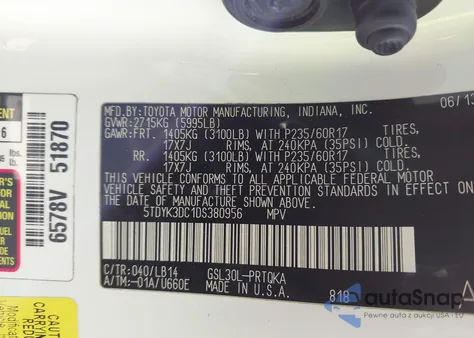 MFD.BY:TOYOTA MOTOR MANUFACTURING, INDIANA, INC. 06/13
GVWR:2715KG (5995LB)
GAWR:FRT. 1405KG (3100LB) WITH P235/60R17 TIRES,
17X7J RIMS, AT 240KPA (35PSI) COLD.
RR. 1405KG (3100LB) WITH P235/60R17 TIRES,
17X7J RIMS, AT 240KPA (35PSI) COLD.
THIS VEHICLE CONFORMS TO ALL APPLICABLE FEDERAL MOTOR
VEHICLE SAFETY AND THEFT PREVENTION STANDARDS IN EFFECT ON
THE DATE OF MANUFACTURE SHOWN ABOVE.
5TDYK3DC1DS380956 MPV
C/TR:040/LB14 GSL30L-PRTQKA
A/TM:-01A/U660E MADE IN U.S.A. 818
6578V 51870
autoSnap
Pewne auta z USA i EU